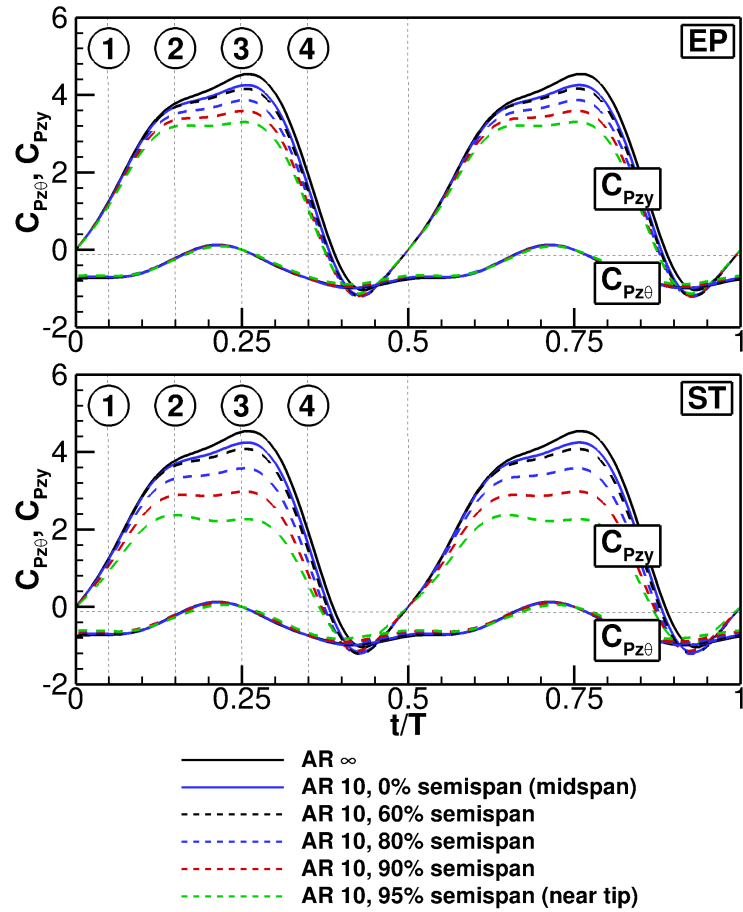 6
1 2 3 4 EP
4
2
0
-2
C_Pzθ, C_Pzy
C_Pzy
C_Pzθ
0 0.25 0.5 0.75 1
6
1 2 3 4 ST
4
2
0
-2
C_Pzθ, C_Pzy
C_Pzy
C_Pzθ
0 0.25 0.5 0.75 1
t/T
AR ∞
AR 10, 0% semispan (midspan)
AR 10, 60% semispan
AR 10, 80% semispan
AR 10, 90% semispan
AR 10, 95% semispan (near tip)